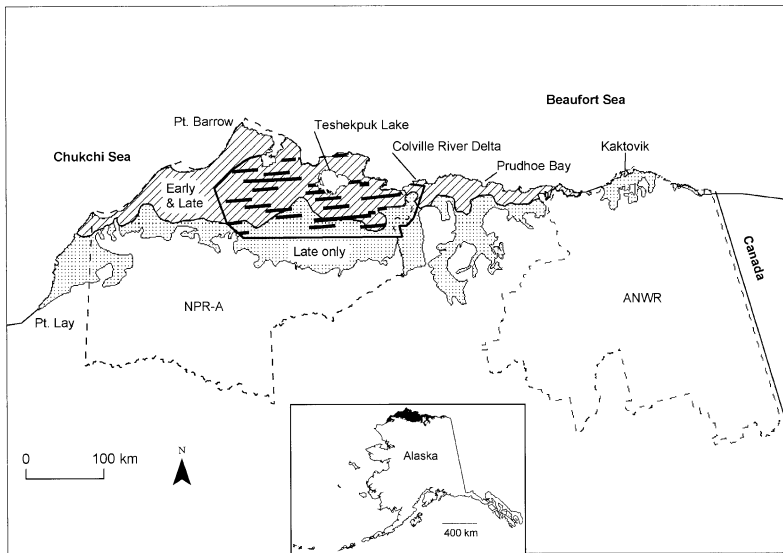 Beaufort Sea
Pt. Barrow
Teshekpuk Lake
Colville River Delta
Kaktovik
Chukchi Sea
Prudhoe Bay
Early
& Late
Late only
Canada
NPR-A
ANWR
Pt. Lay
N
0 100 km
Alaska
400 km